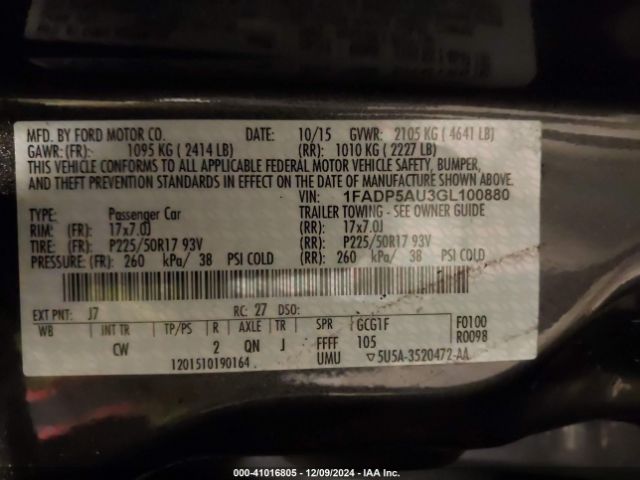 MFD. BY FORD MOTOR CO. DATE: 10/15 GVWR: 2105 KG ( 4641 LB)
GAWR: (FR): 1095 KG ( 2414 LB) (RR): 1010 KG ( 2227 LB)
THIS VEHICLE CONFORMS TO ALL APPLICABLE FEDERAL MOTOR VEHICLE SAFETY, BUMPER,
AND THEFT PREVENTION STANDARDS IN EFFECT ON THE DATE OF MANUFACTURE SHOWN ABOVE.
VIN: 1FADP5AU3GL100880
TYPE: Passenger Car TRAILER TOWING - SEE OWNER GUIDE
RIM: (FR): 17x7.0J (RR): 17x7.0J
TIRE: (FR): P225/50R17 93V (RR): P225/50R17 93V
PRESSURE: (FR): 260 kPa/ 38 PSI COLD (RR): 260 kPa/ 38 PSI COLD
EXT PNT: J7 RC: 27 DSO:
WB INT TR TP/PS R AXLE TR SPR GCG1F F0100
CW 2 QN J FFFF 105 R0098
1201510190164 UMU ▽5U5A-3520472-AA
000-41016805 - 12/09/2024 - © IAA Inc.